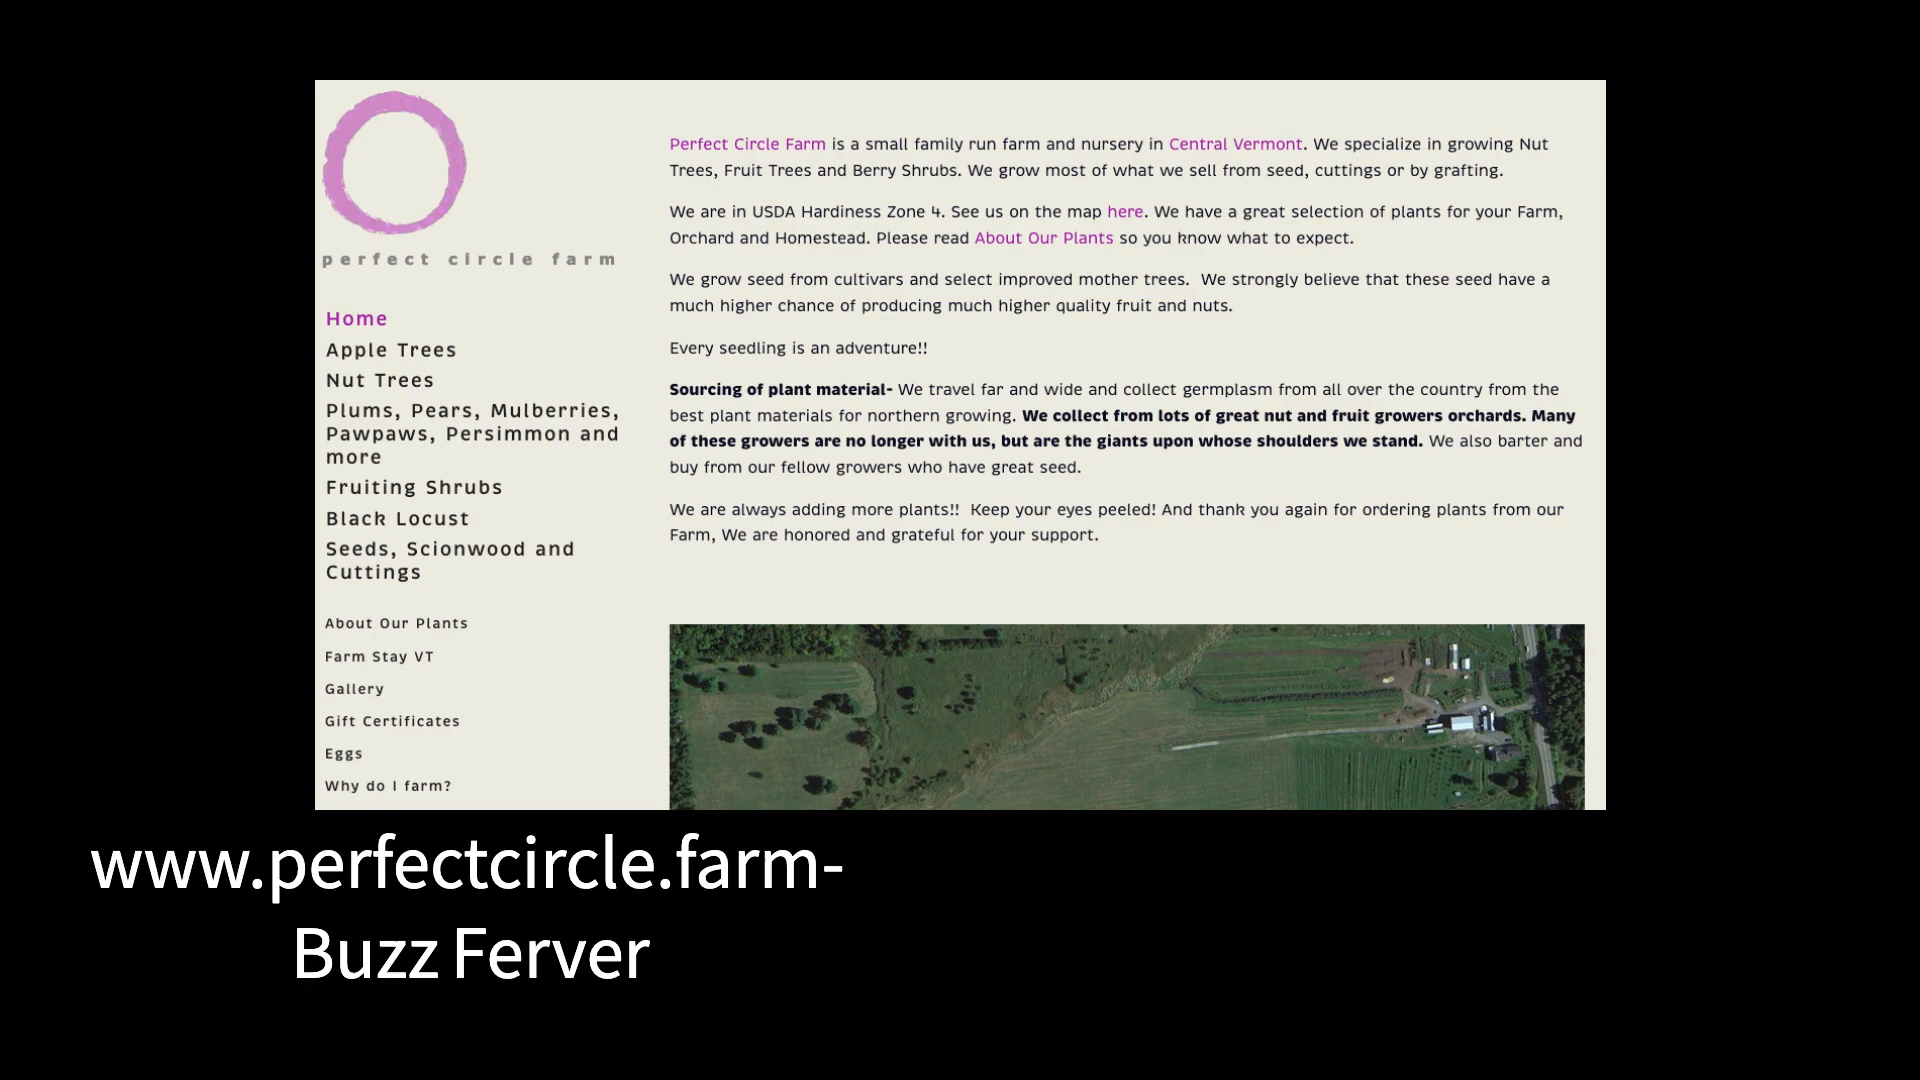 perfect circle farm
Home
Apple Trees
Nut Trees
Plums, Pears, Mulberries,
Pawpaws, Persimmon and
more
Fruiting Shrubs
Black Locust
Seeds, Scionwood and
Cuttings
About Our Plants
Farm Stay VT
Gallery
Gift Certificates
Eggs
Why do I farm?
Perfect Circle Farm is a small family run farm and nursery in Central Vermont. We specialize in growing Nut
Trees, Fruit Trees and Berry Shrubs. We grow most of what we sell from seed, cuttings or by grafting.
We are in USDA Hardiness Zone 4. See us on the map here. We have a great selection of plants for your Farm,
Orchard and Homestead. Please read About Our Plants so you know what to expect.
We grow seed from cultivars and select improved mother trees.  We strongly believe that these seed have a
much higher chance of producing much higher quality fruit and nuts.
Every seedling is an adventure!!
Sourcing of plant material- We travel far and wide and collect germplasm from all over the country from the
best plant materials for northern growing. We collect from lots of great nut and fruit growers orchards. Many
of these growers are no longer with us, but are the giants upon whose shoulders we stand. We also barter and
buy from our fellow growers who have great seed.
We are always adding more plants!!  Keep your eyes peeled! And thank you again for ordering plants from our
Farm, We are honored and grateful for your support.
www.perfectcircle.farm-
Buzz Ferver